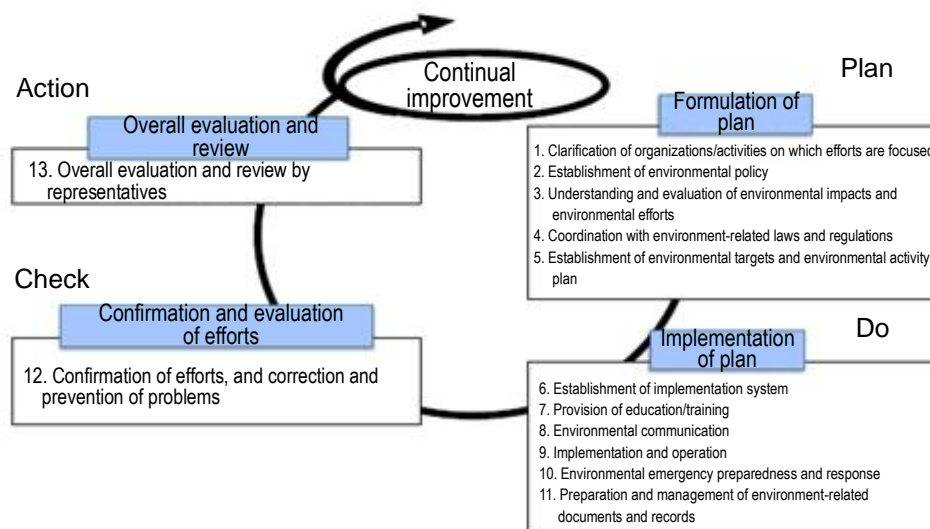 Continual
improvement
Plan
Formulation of
plan
1. Clarification of organizations/activities on which efforts are focused
2. Establishment of environmental policy
3. Understanding and evaluation of environmental impacts and
environmental efforts
4. Coordination with environment-related laws and regulations
5. Establishment of environmental targets and environmental activity
plan
Do
Implementation
of plan
6. Establishment of implementation system
7. Provision of education/training
8. Environmental communication
9. Implementation and operation
10. Environmental emergency preparedness and response
11. Preparation and management of environment-related
documents and records
Check
Confirmation and evaluation
of efforts
12. Confirmation of efforts, and correction and
prevention of problems
Action
Overall evaluation and
review
13. Overall evaluation and review by
representatives